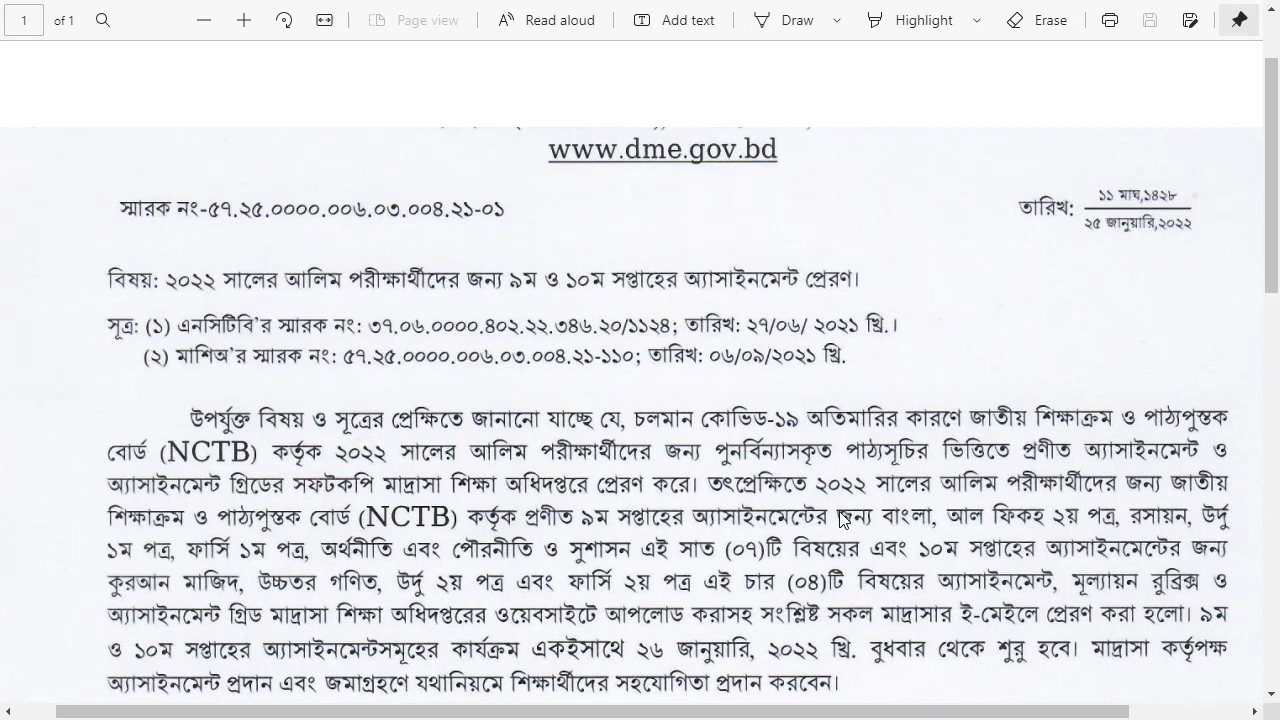 1 of 1 Page view Read aloud Add text Draw Highlight Erase
www.dme.gov.bd
স্মারক নং-৫৭.২৫.০০০০.০০৬.০৩.০০৪.২১-০১
তারিখ: ১১ মাঘ,১৪২৮
২৫ জানুয়ারি,২০২২
বিষয়: ২০২২ সালের আলিম পরীক্ষার্থীদের জন্য ৯ম ও ১০ম সপ্তাহের অ্যাসাইনমেন্ট প্রেরণ।
সূত্র: (১) এনসিটিবি'র স্মারক নং: ৩৭.০৬.০০০০.৪০২.২২.৩৪৬.২০/১১২৪; তারিখ: ২৭/০৬/ ২০২১ খ্রি.।
(২) মাশিঅ'র স্মারক নং: ৫৭.২৫.০০০০.০০৬.০৩.০০৪.২১-১১০; তারিখ: ০৬/০৯/২০২১ খ্রি.
উপর্যুক্ত বিষয় ও সূত্রের প্রেক্ষিতে জানানো যাচ্ছে যে, চলমান কোভিড-১৯ অতিমারির কারণে জাতীয় শিক্ষাক্রম ও পাঠ্যপুস্তক
বোর্ড (NCTB) কর্তৃক ২০২২ সালের আলিম পরীক্ষার্থীদের জন্য পুনর্বিন্যাসকৃত পাঠ্যসূচির ভিত্তিতে প্রণীত অ্যাসাইনমেন্ট ও
অ্যাসাইনমেন্ট গ্রিডের সফটকপি মাদ্রাসা শিক্ষা অধিদপ্তরে প্রেরণ করে। তৎপ্রেক্ষিতে ২০২২ সালের আলিম পরীক্ষার্থীদের জন্য জাতীয়
শিক্ষাক্রম ও পাঠ্যপুস্তক বোর্ড (NCTB) কর্তৃক প্রণীত ৯ম সপ্তাহের অ্যাসাইনমেন্টের জন্য বাংলা, আল ফিকহ ২য় পত্র, রসায়ন, উর্দু
১ম পত্র, ফার্সি ১ম পত্র, অর্থনীতি এবং পৌরনীতি ও সুশাসন এই সাত (০৭)টি বিষয়ের এবং ১০ম সপ্তাহের অ্যাসাইনমেন্টের জন্য
কুরআন মাজিদ, উচ্চতর গণিত, উর্দু ২য় পত্র এবং ফার্সি ২য় পত্র এই চার (০৪)টি বিষয়ের অ্যাসাইনমেন্ট, মূল্যায়ন রুব্রিক্স ও
অ্যাসাইনমেন্ট গ্রিড মাদ্রাসা শিক্ষা অধিদপ্তরের ওয়েবসাইটে আপলোড করাসহ সংশ্লিষ্ট সকল মাদ্রাসার ই-মেইলে প্রেরণ করা হলো। ৯ম
ও ১০ম সপ্তাহের অ্যাসাইনমেন্টসমূহের কার্যক্রম একইসাথে ২৬ জানুয়ারি, ২০২২ খ্রি. বুধবার থেকে শুরু হবে। মাদ্রাসা কর্তৃপক্ষ
অ্যাসাইনমেন্ট প্রদান এবং জমাগ্রহণে যথানিয়মে শিক্ষার্থীদের সহযোগিতা প্রদান করবেন।